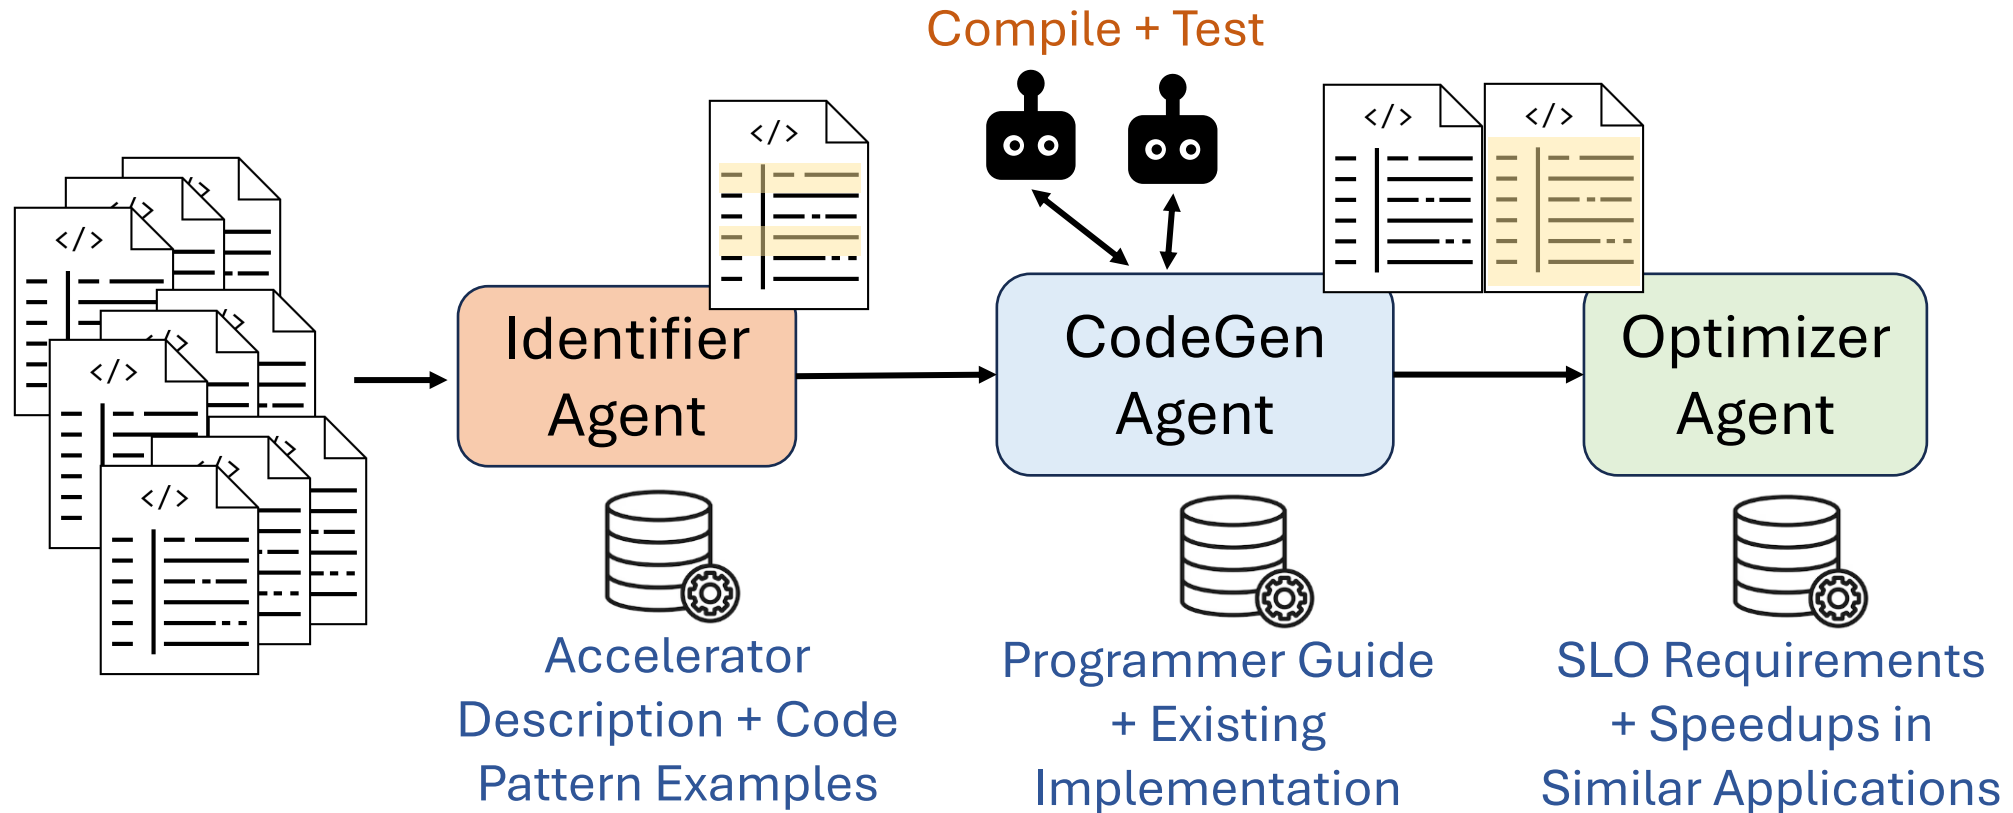 Compile + Test
</>
</>
</>
</>
</>
</>
</>
</>
</>
</>
</>
</>
Identifier
Agent
CodeGen
Agent
Optimizer
Agent
Accelerator
Description + Code
Pattern Examples
Programmer Guide
+ Existing
Implementation
SLO Requirements
+ Speedups in
Similar Applications